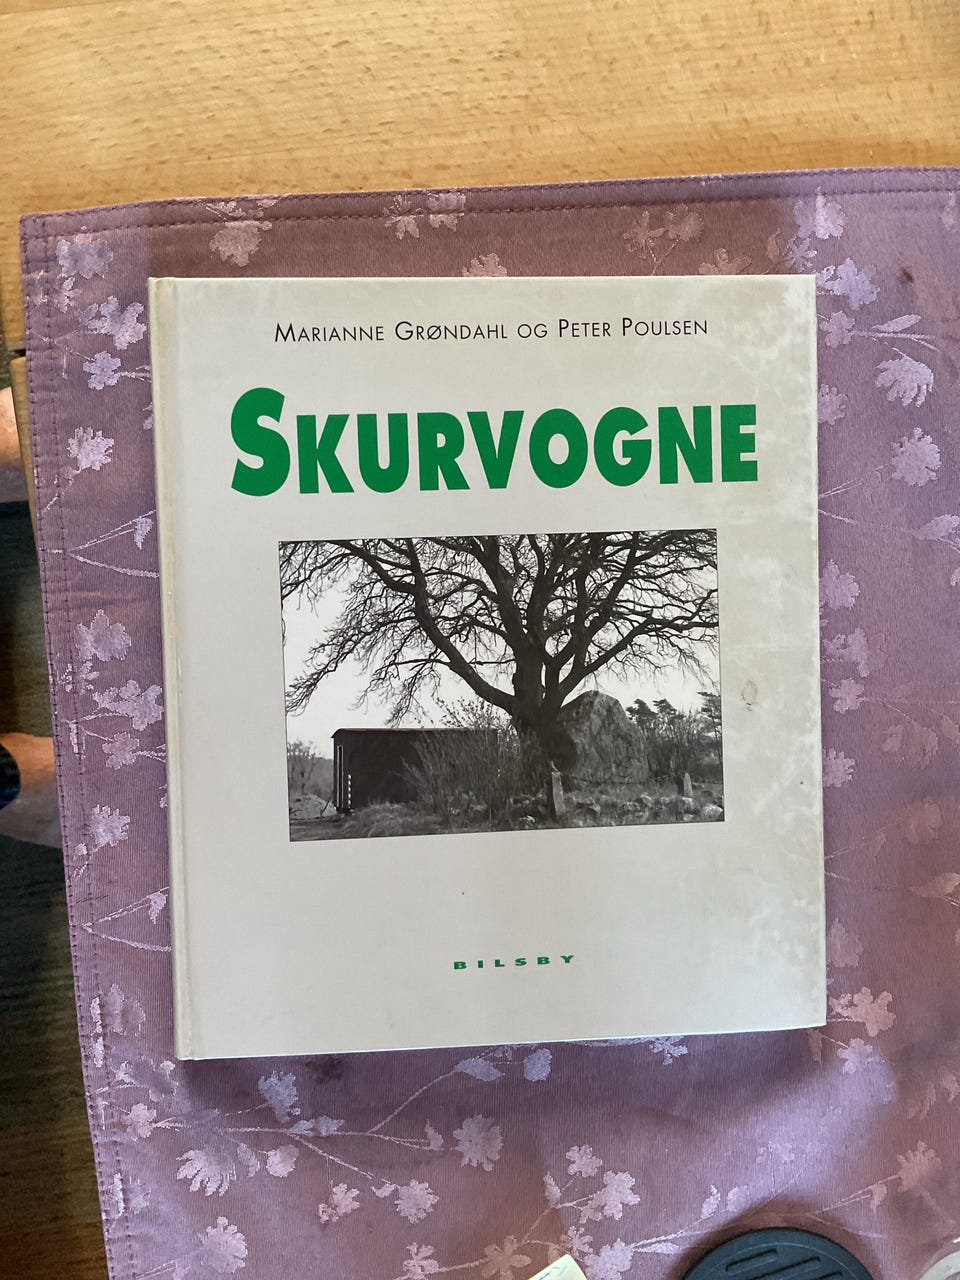 MARIANNE GRØNDAHL OG PETER POULSEN
SKURVOGNE
BILSBY